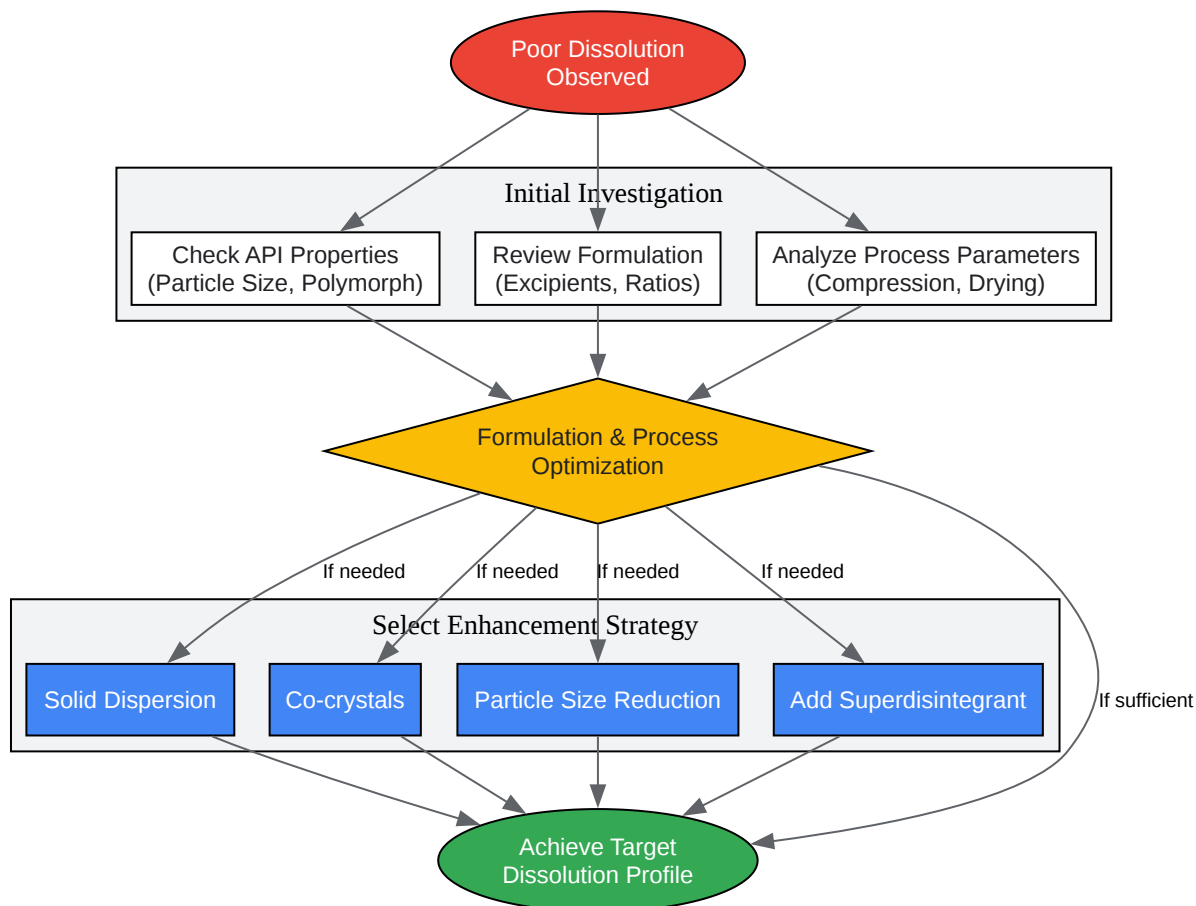 Poor Dissolution
Observed
Initial Investigation
Check API Properties
(Particle Size, Polymorph)
Review Formulation
(Excipients, Ratios)
Analyze Process Parameters
(Compression, Drying)
Formulation & Process
Optimization
If needed
If needed
If needed
If needed
If sufficient
Select Enhancement Strategy
Solid Dispersion
Co-crystals
Particle Size Reduction
Add Superdisintegrant
Achieve Target
Dissolution Profile